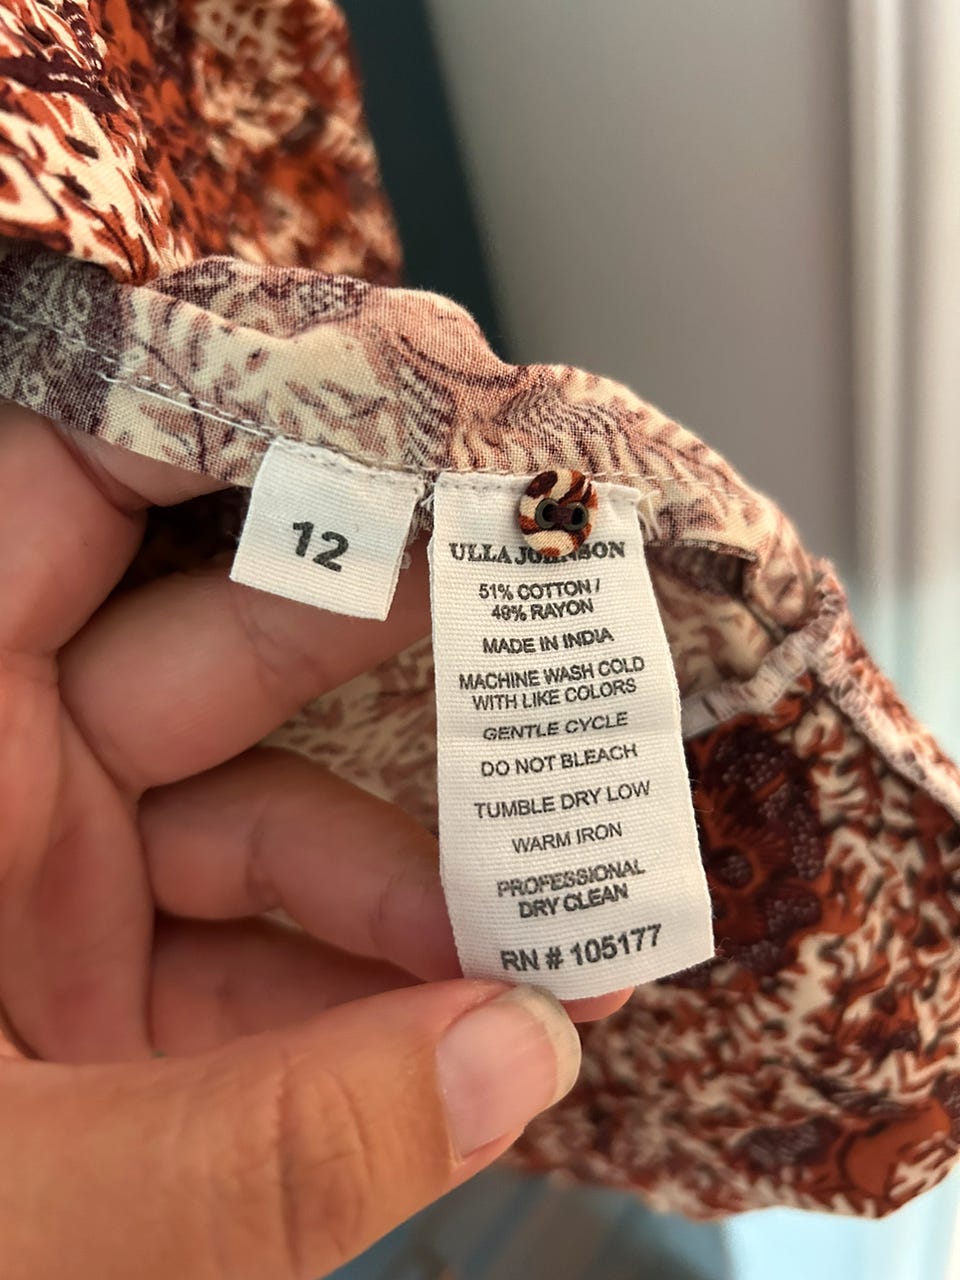 12
ULLA JOHNSON
51% COTTON /
49% RAYON
MADE IN INDIA
MACHINE WASH COLD
WITH LIKE COLORS
GENTLE CYCLE
DO NOT BLEACH
TUMBLE DRY LOW
WARM IRON
PROFESSIONAL
DRY CLEAN
RN # 105177